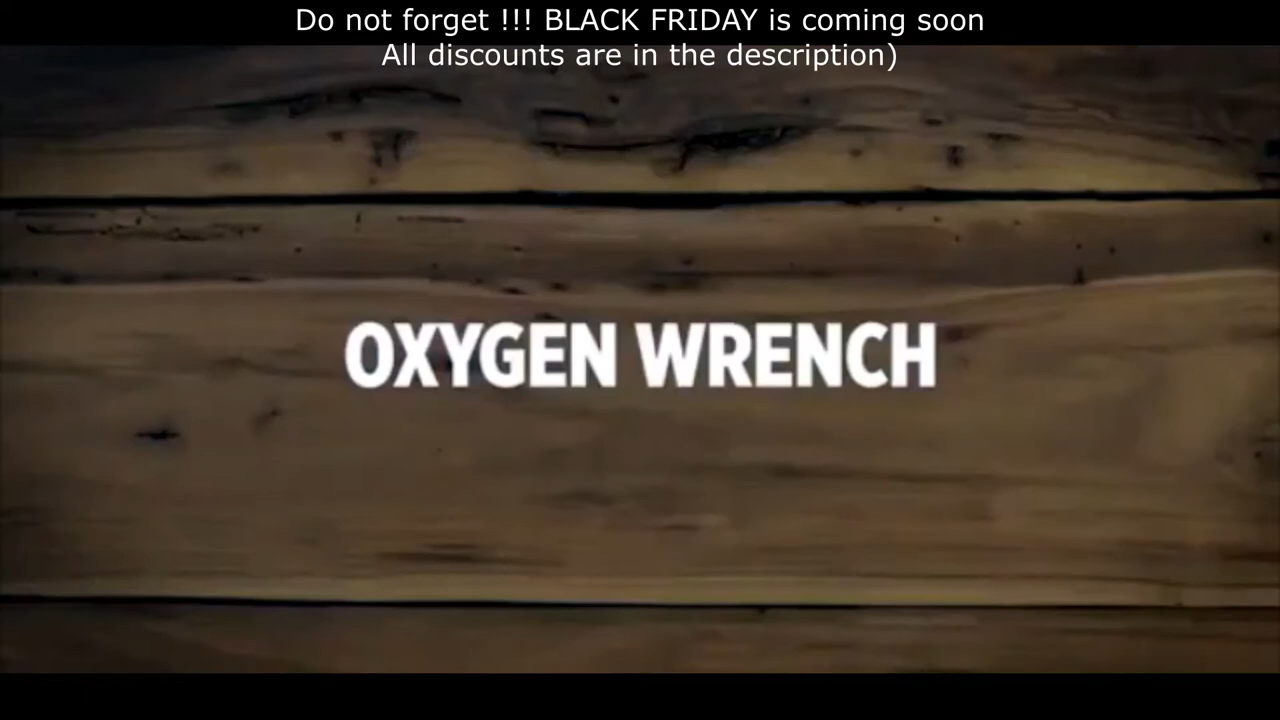 Do not forget !!! BLACK FRIDAY is coming soon
All discounts are in the description)
OXYGEN WRENCH